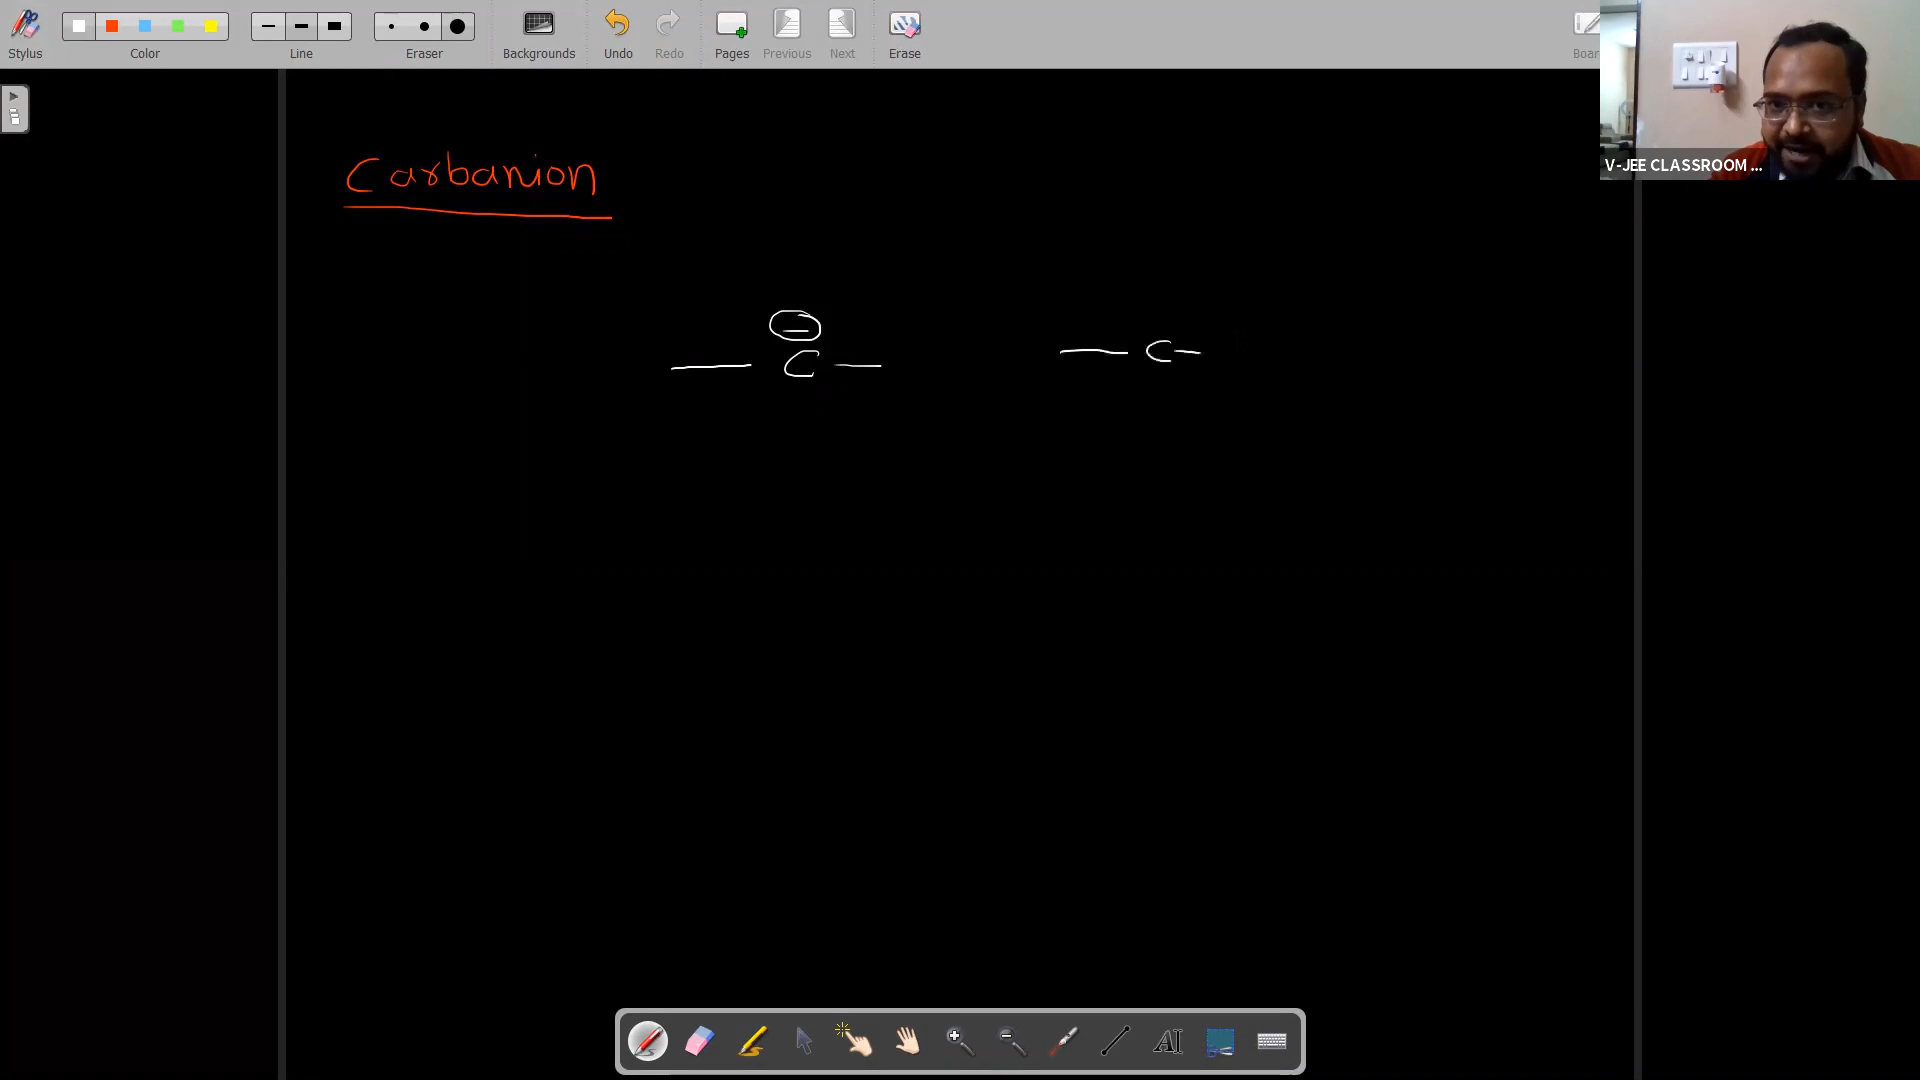 Stylus Color Line Eraser Backgrounds Undo Redo Pages Previous Next Erase
V-JEE CLASSROOM ...
Carbanion
— C — — C —